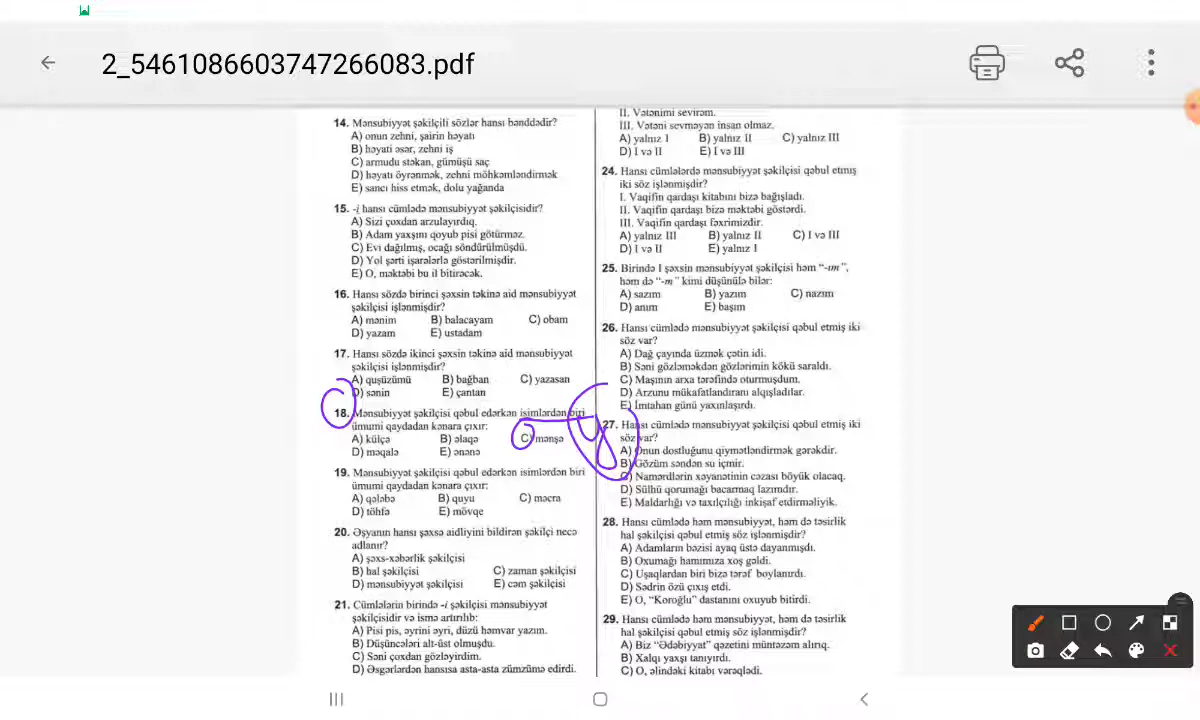 2_5461086603747266083.pdf
14. Mənsubiyyət şəkilçili sözlər hansı bənddədir?
A) onun zehni, şairin həyatı
B) həyati əsər, zehni iş
C) armudu stəkan, gümüşü saç
D) həyatı öyrənmək, zehni möhkəmləndirmək
E) sancı hiss etmək, dolu yağanda
15. -i hansı cümlədə mənsubiyyət şəkilçisidir?
A) Sizi çoxdan arzulayırdıq.
B) Adam yaxşını qoyub pisi götürməz.
C) Evi dağılmış, ocağı söndürülmüşdü.
D) Yol şərti işarələrlə göstərilmişdir.
E) O, məktəbi bu il bitirəcək.
16. Hansı sözdə birinci şəxsin təkinə aid mənsubiyyət
şəkilçisi işlənmişdir?
A) mənim B) balacayam C) obam
D) yazam E) ustadam
17. Hansı sözdə ikinci şəxsin təkinə aid mənsubiyyət
şəkilçisi işlənmişdir?
A) quşüzümü B) bağban C) yazasan
D) sənin E) çantan
18. Mənsubiyyət şəkilçisi qəbul edərkən isimlərdən biri
ümumi qaydadan kənara çıxır:
A) külçə B) əlaqə C) mənşə
D) məqalə E) ənənə
19. Mənsubiyyət şəkilçisi qəbul edərkən isimlərdən biri
ümumi qaydadan kənara çıxır:
A) qələbə B) quyu C) məcra
D) töhfə E) mövqe
20. Əşyanın hansı şəxsə aidliyini bildirən şəkilçi necə
adlanır?
A) şəxs-xəbərlik şəkilçisi
B) hal şəkilçisi C) zaman şəkilçisi
D) mənsubiyyət şəkilçisi E) cəm şəkilçisi
21. Cümlələrin birində -i şəkilçisi mənsubiyyət
şəkilçisidir və ismə artırılıb:
A) Pisi pis, əyrini əyri, düzü həmvar yazım.
B) Düşüncələri alt-üst olmuşdu.
C) Səni çoxdan gözləyirdim.
D) Əsgərlərdən hansısa asta-asta zümzümə edirdi.
II. Vətənimi sevirəm.
III. Vətəni sevməyən insan olmaz.
A) yalnız I B) yalnız II C) yalnız III
D) I və II E) I və III
24. Hansı cümlələrdə mənsubiyyət şəkilçisi qəbul etmiş
iki söz işlənmişdir?
I. Vaqifin qardaşı kitabını bizə bağışladı.
II. Vaqifin qardaşı bizə məktəbi göstərdi.
III. Vaqifin qardaşı fəxrimizdir.
A) yalnız III B) yalnız II C) I və III
D) I və II E) yalnız I
25. Birində I şəxsin mənsubiyyət şəkilçisi həm “-ım”,
həm də “-m” kimi düşünülə bilər:
A) sazım B) yazım C) nazım
D) anım E) başım
26. Hansı cümlədə mənsubiyyət şəkilçisi qəbul etmiş iki
söz var?
A) Dağ çayında üzmək çətin idi.
B) Səni gözləməkdən gözlərimin kökü saraldı.
C) Maşının arxa tərəfində oturmuşdum.
D) Arzunu mükafatlandıranı alqışladılar.
E) İmtahan günü yaxınlaşırdı.
27. Hansı cümlədə mənsubiyyət şəkilçisi qəbul etmiş iki
söz var?
A) Onun dostluğunu qiymətləndirmək gərəkdir.
B) Gözüm səndən su içmir.
C) Namərdlərin xəyanətinin cəzası böyük olacaq.
D) Sülhü qorumağı bacarmaq lazımdır.
E) Maldarlığı və taxılçılığı inkişaf etdirməliyik.
28. Hansı cümlədə həm mənsubiyyət, həm də təsirlik
hal şəkilçisi qəbul etmiş söz işlənmişdir?
A) Adamların bəzisi ayaq üstə dayanmışdı.
B) Oxumağı hamımıza xoş gəldi.
C) Uşaqlardan biri bizə tərəf boylanırdı.
D) Sədrin özü çıxış etdi.
E) O, “Koroğlu” dastanını oxuyub bitirdi.
29. Hansı cümlədə həm mənsubiyyət, həm də təsirlik
hal şəkilçisi qəbul etmiş söz işlənmişdir?
A) Biz “Ədəbiyyat” qəzetini müntəzəm alırıq.
B) Xalqı yaxşı tanıyırdı.
C) O, əlindəki kitabı vərəqlədi.